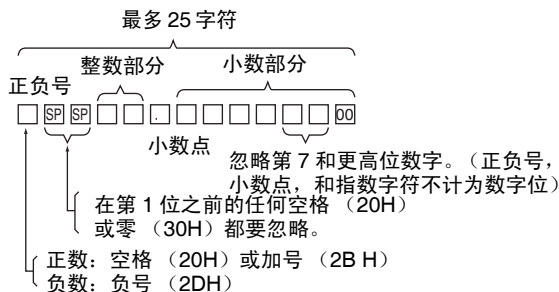 最多 25 字符
整数部分 小数部分
正负号
SP SP . 00
小数点
忽略第 7 和更高位数字。（正负号，
小数点，和指数字符不计为数字位）
在第 1 位之前的任何空格 （20H）
或零 （30H）都要忽略。
正数：空格 （20H）或加号 （2B H）
负数：负号 （2DH）